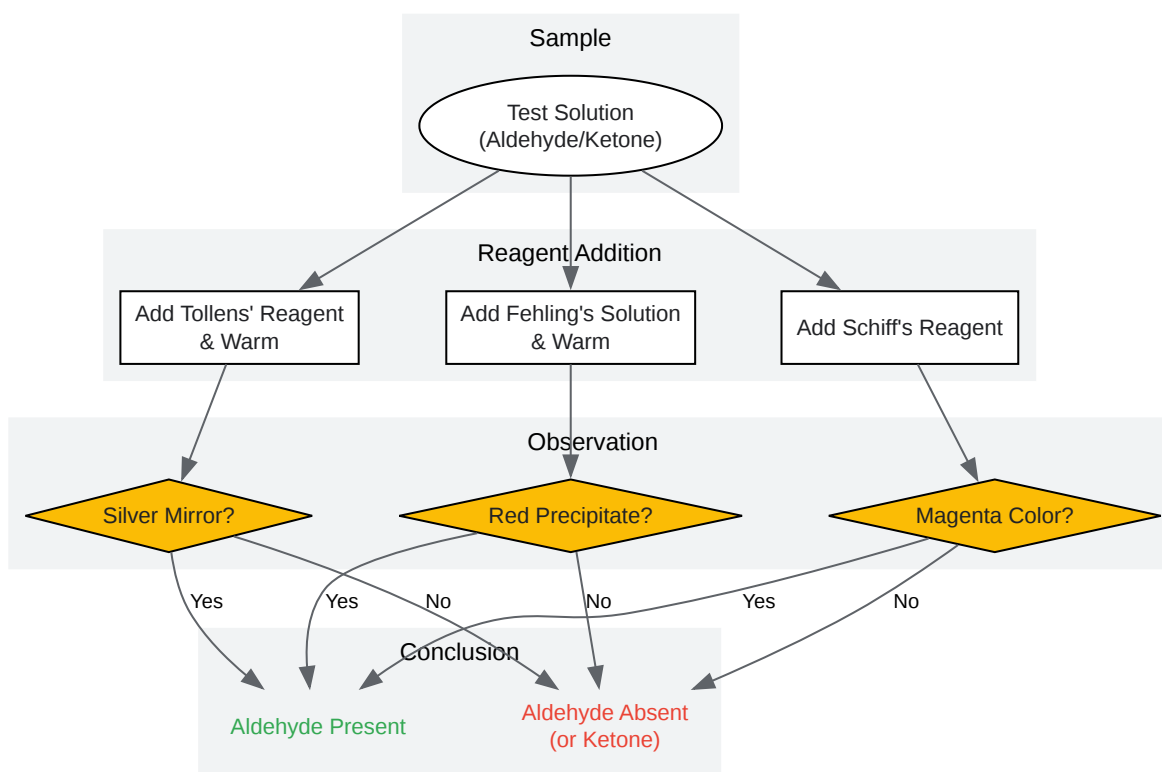 Sample
Test Solution
(Aldehyde/Ketone)
Reagent Addition
Add Tollens' Reagent
& Warm
Add Fehling's Solution
& Warm
Add Schiff's Reagent
Observation
Silver Mirror?
Red Precipitate?
Magenta Color?
Yes
Yes
No
No
Yes
No
Conclusion
Aldehyde Present
Aldehyde Absent
(or Ketone)